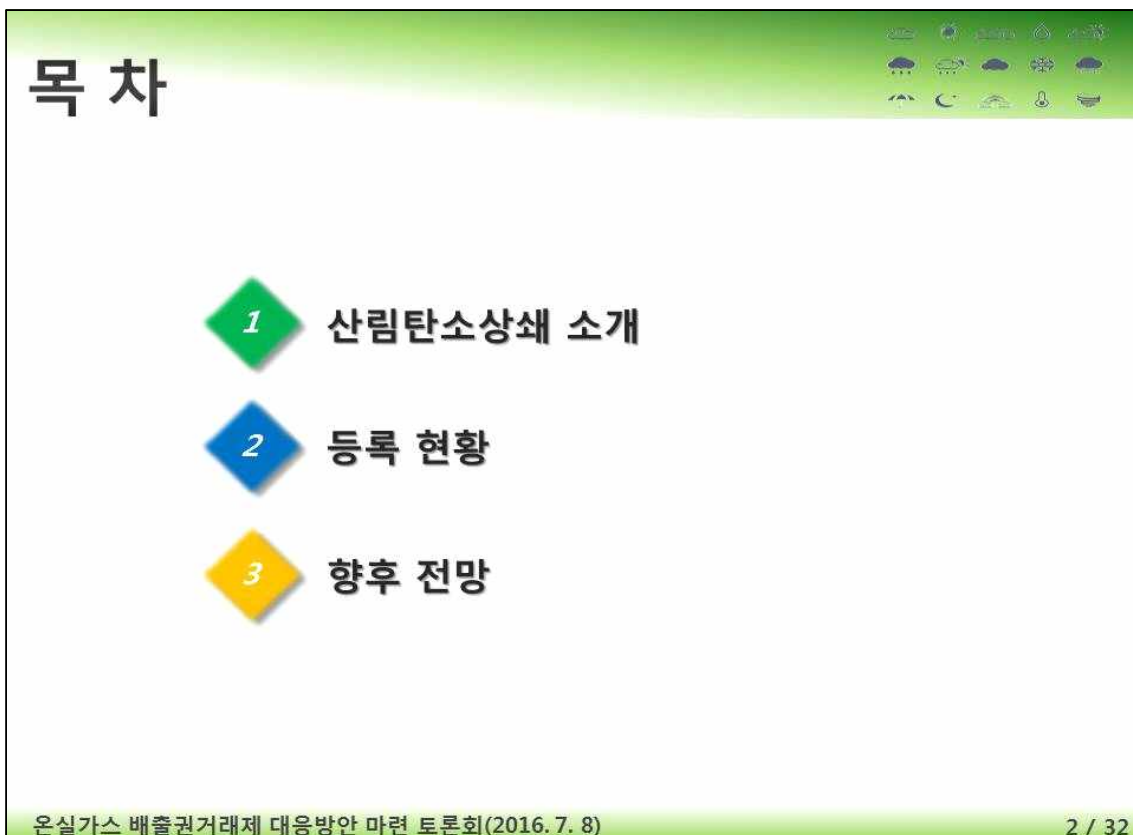 목 차
1 산림탄소상쇄 소개
2 등록 현황
3 향후 전망
온실가스 배출권거래제 대응방안 마련 토론회(2016. 7. 8) 2 / 32